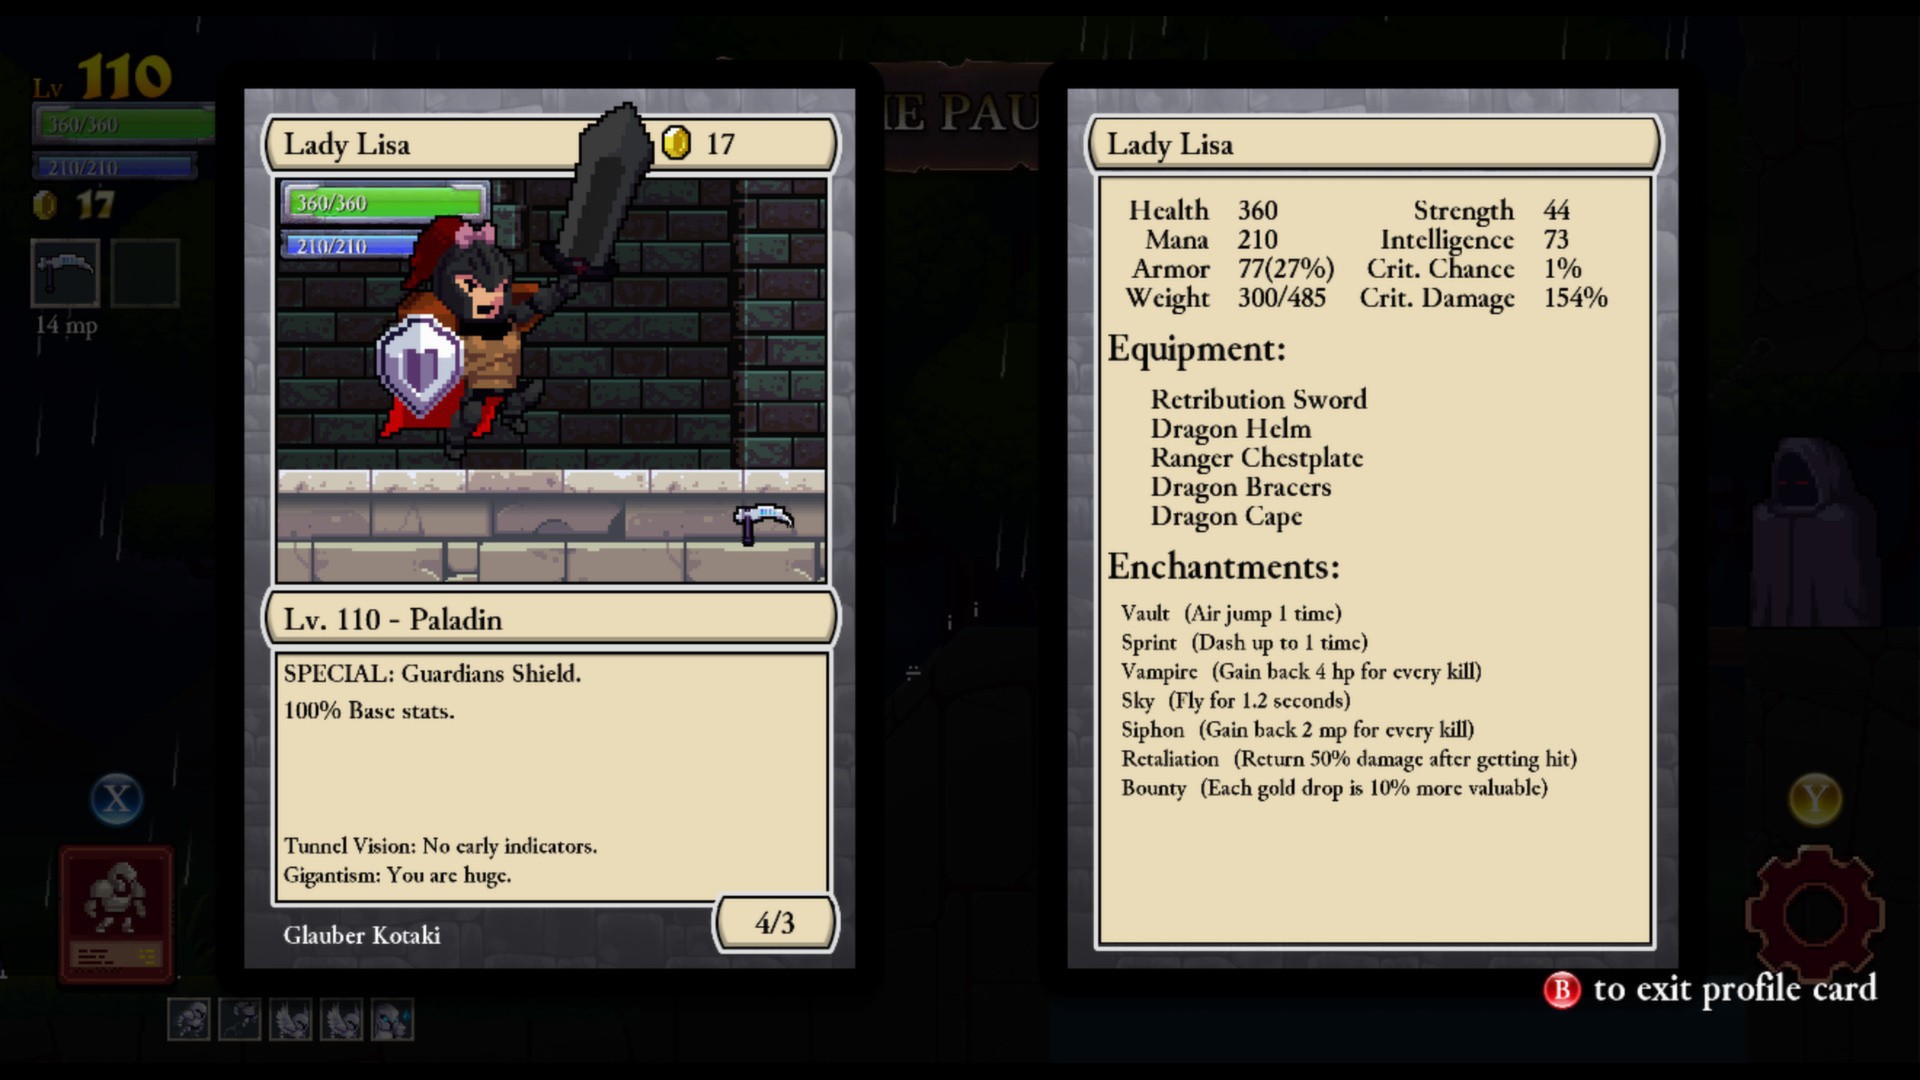 Lv 110
360/360
210/210
17
14 mp
HE PAU
X
Lady Lisa 17
360/360
210/210
Lv. 110 - Paladin
SPECIAL: Guardians Shield.
100% Base stats.
Tunnel Vision: No early indicators.
Gigantism: You are huge.
4/3
Glauber Kotaki
Lady Lisa
Health 360 Strength 44
Mana 210 Intelligence 73
Armor 77(27%) Crit. Chance 1%
Weight 300/485 Crit. Damage 154%
Equipment:
Retribution Sword
Dragon Helm
Ranger Chestplate
Dragon Bracers
Dragon Cape
Enchantments:
Vault (Air jump 1 time)
Sprint (Dash up to 1 time)
Vampire (Gain back 4 hp for every kill)
Sky (Fly for 1.2 seconds)
Siphon (Gain back 2 mp for every kill)
Retaliation (Return 50% damage after getting hit)
Bounty (Each gold drop is 10% more valuable)
Y
B to exit profile card